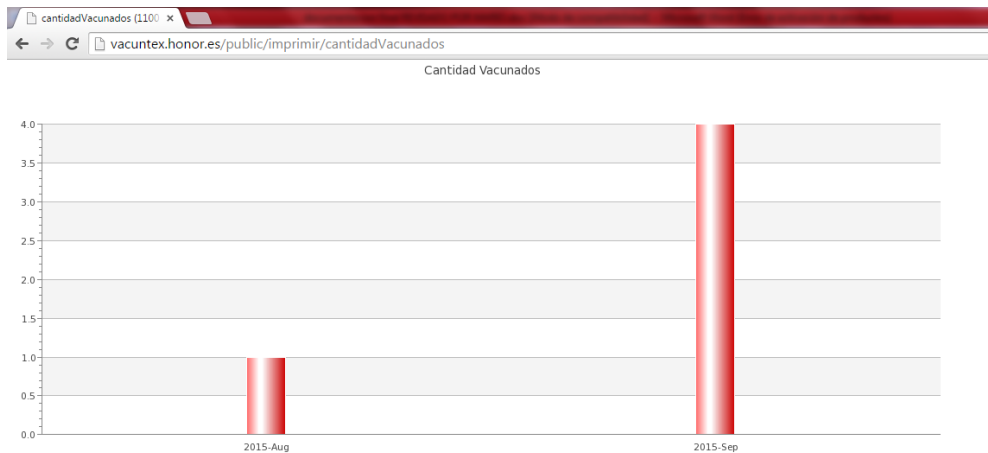 cantidadVacunados (1100
vacuntex.honor.es/public/imprimir/cantidadVacunados
Cantidad Vacunados
4.0
3.5
3.0
2.5
2.0
1.5
1.0
0.5
0.0
2015-Aug 2015-Sep